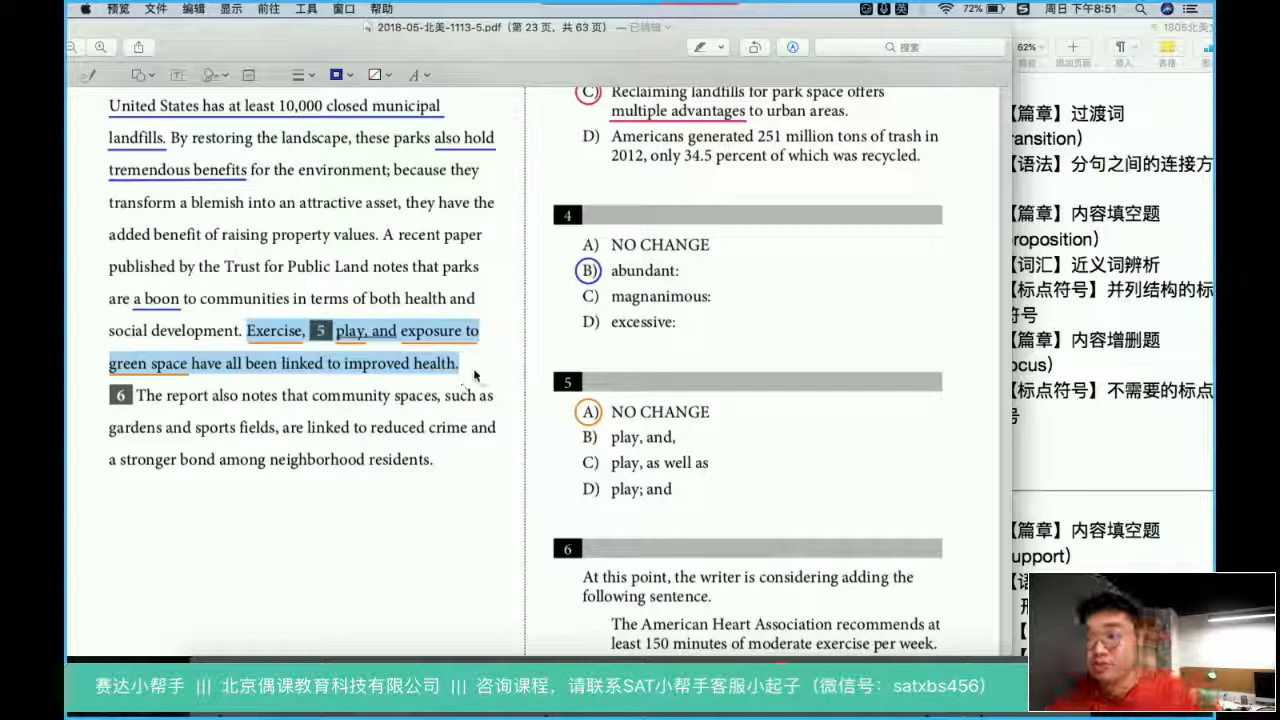 预览 文件 编辑 显示 前往 工具 窗口 帮助
英 72% 周日 下午8:51
2018-05-北美-1113-5.pdf（第 23 页，共 63 页） — 已编辑
搜索
62%
添加页面
插入
表格
United States has at least 10,000 closed municipal
landfills. By restoring the landscape, these parks also hold
tremendous benefits for the environment; because they
transform a blemish into an attractive asset, they have the
added benefit of raising property values. A recent paper
published by the Trust for Public Land notes that parks
are a boon to communities in terms of both health and
social development. Exercise, 5 play, and exposure to
green space have all been linked to improved health.
6 The report also notes that community spaces, such as
gardens and sports fields, are linked to reduced crime and
a stronger bond among neighborhood residents.
C) Reclaiming landfills for park space offers
multiple advantages to urban areas.
D) Americans generated 251 million tons of trash in
2012, only 34.5 percent of which was recycled.
4
A) NO CHANGE
B) abundant:
C) magnanimous:
D) excessive:
5
A) NO CHANGE
B) play, and,
C) play, as well as
D) play; and
6
At this point, the writer is considering adding the
following sentence.
The American Heart Association recommends at
least 150 minutes of moderate exercise per week.
【篇章】过渡词
ransition)
【语法】分句之间的连接方
【篇章】内容填空题
roposition)
【词汇】近义词辨析
【标点符号】并列结构的标
符号
【篇章】内容增删题
ocus)
【标点符号】不需要的标点
号
【篇章】内容填空题
upport)
赛达小帮手 ||| 北京偶课教育科技有限公司 ||| 咨询课程，请联系SAT小帮手客服小起子（微信号：satxbs456）